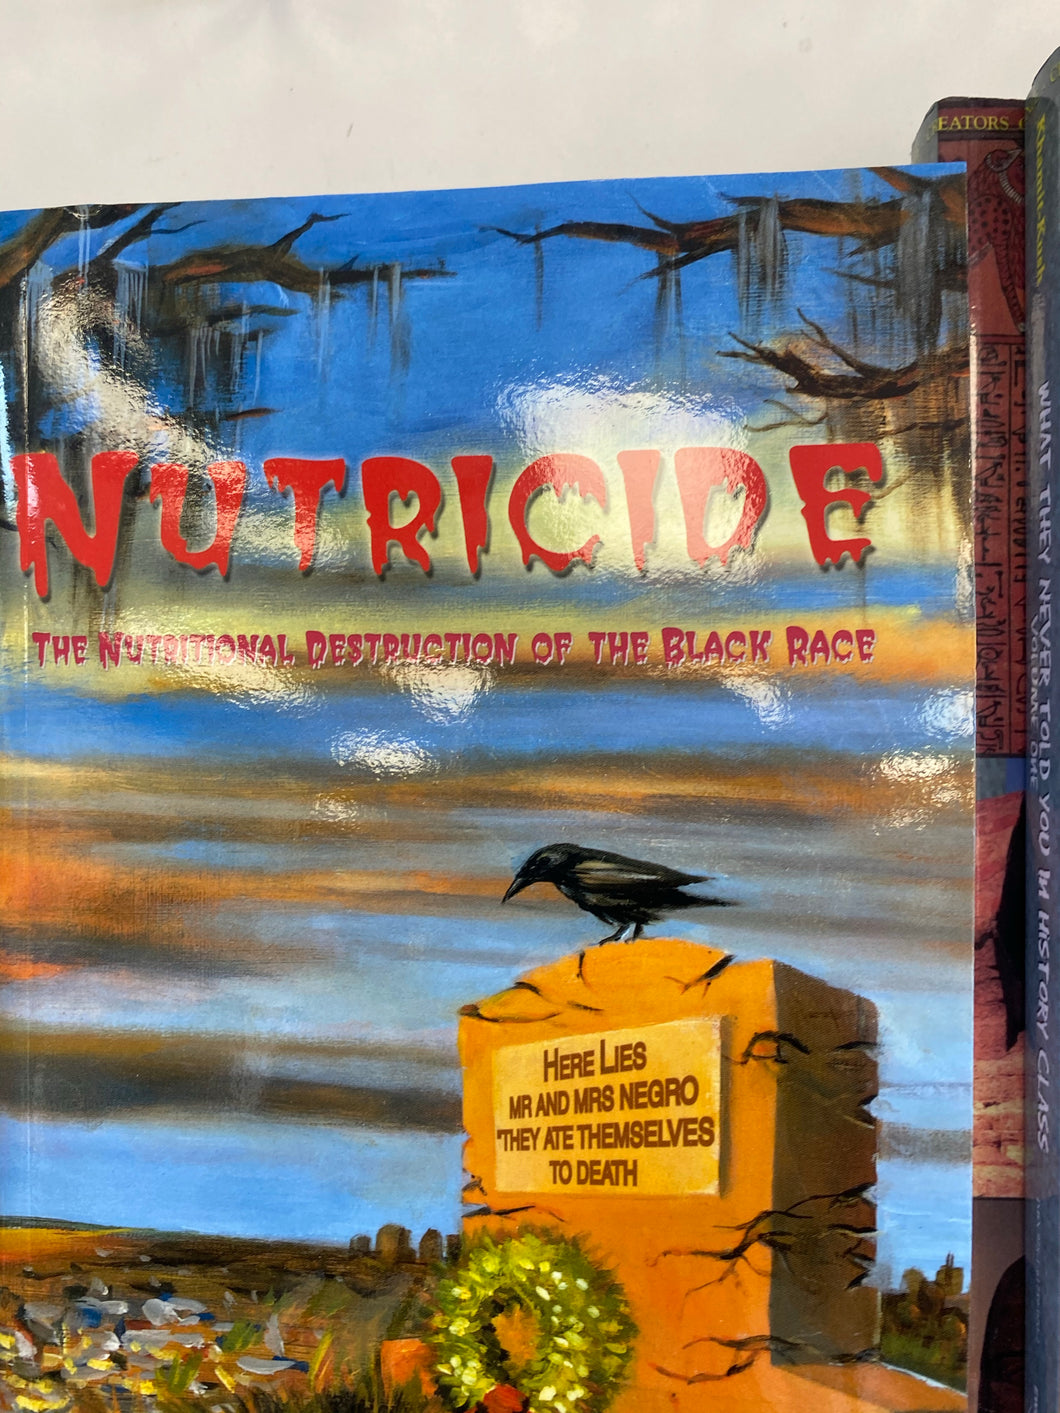 NUTRICIDE
THE NUTRITIONAL DESTRUCTION OF THE BLACK RACE
HERE LIES
MR AND MRS NEGRO
"THEY ATE THEMSELVES
TO DEATH
EATORS
WHAT THEY NEVER TOLD YOU IN HISTORY CLASS